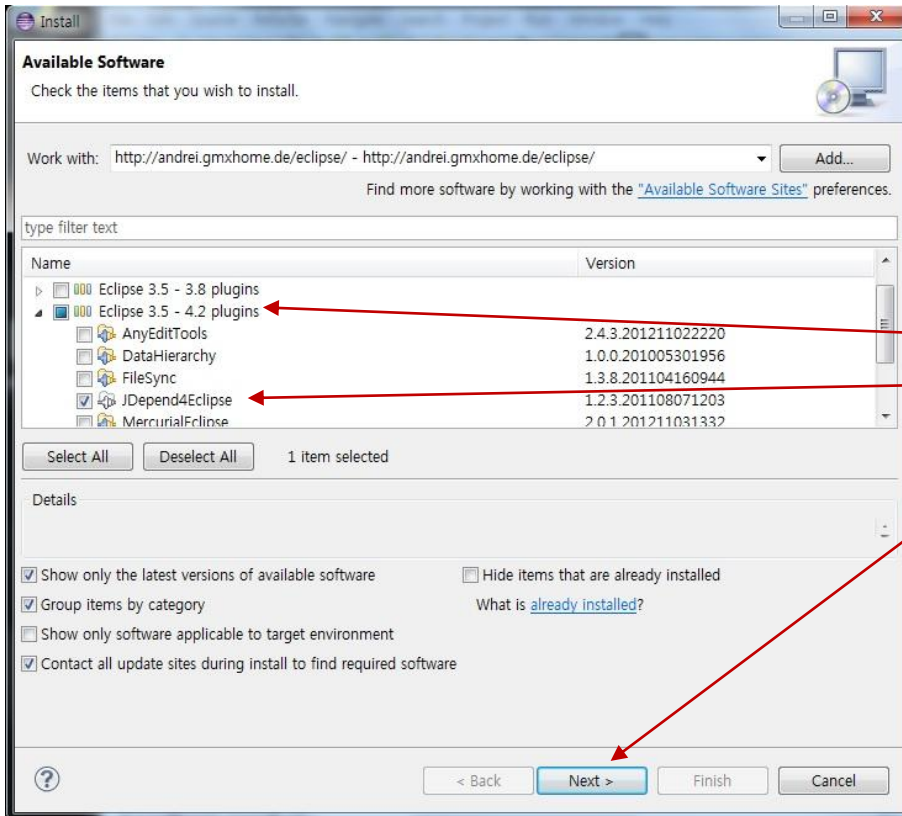 Install
Available Software
Check the items that you wish to install.
Work with: http://andrei.gmxhome.de/eclipse/ - http://andrei.gmxhome.de/eclipse/ Add...
Find more software by working with the "Available Software Sites" preferences.
type filter text
Name Version
Eclipse 3.5 - 3.8 plugins
Eclipse 3.5 - 4.2 plugins
AnyEditTools 2.4.3.201211022220
DataHierarchy 1.0.0.201005301956
FileSync 1.3.8.201104160944
JDepend4Eclipse 1.2.3.201108071203
MercurialEclipse 2.0.1.201211031332
Select All Deselect All 1 item selected
Details
Show only the latest versions of available software Hide items that are already installed
Group items by category What is already installed?
Show only software applicable to target environment
Contact all update sites during install to find required software
< Back Next > Finish Cancel